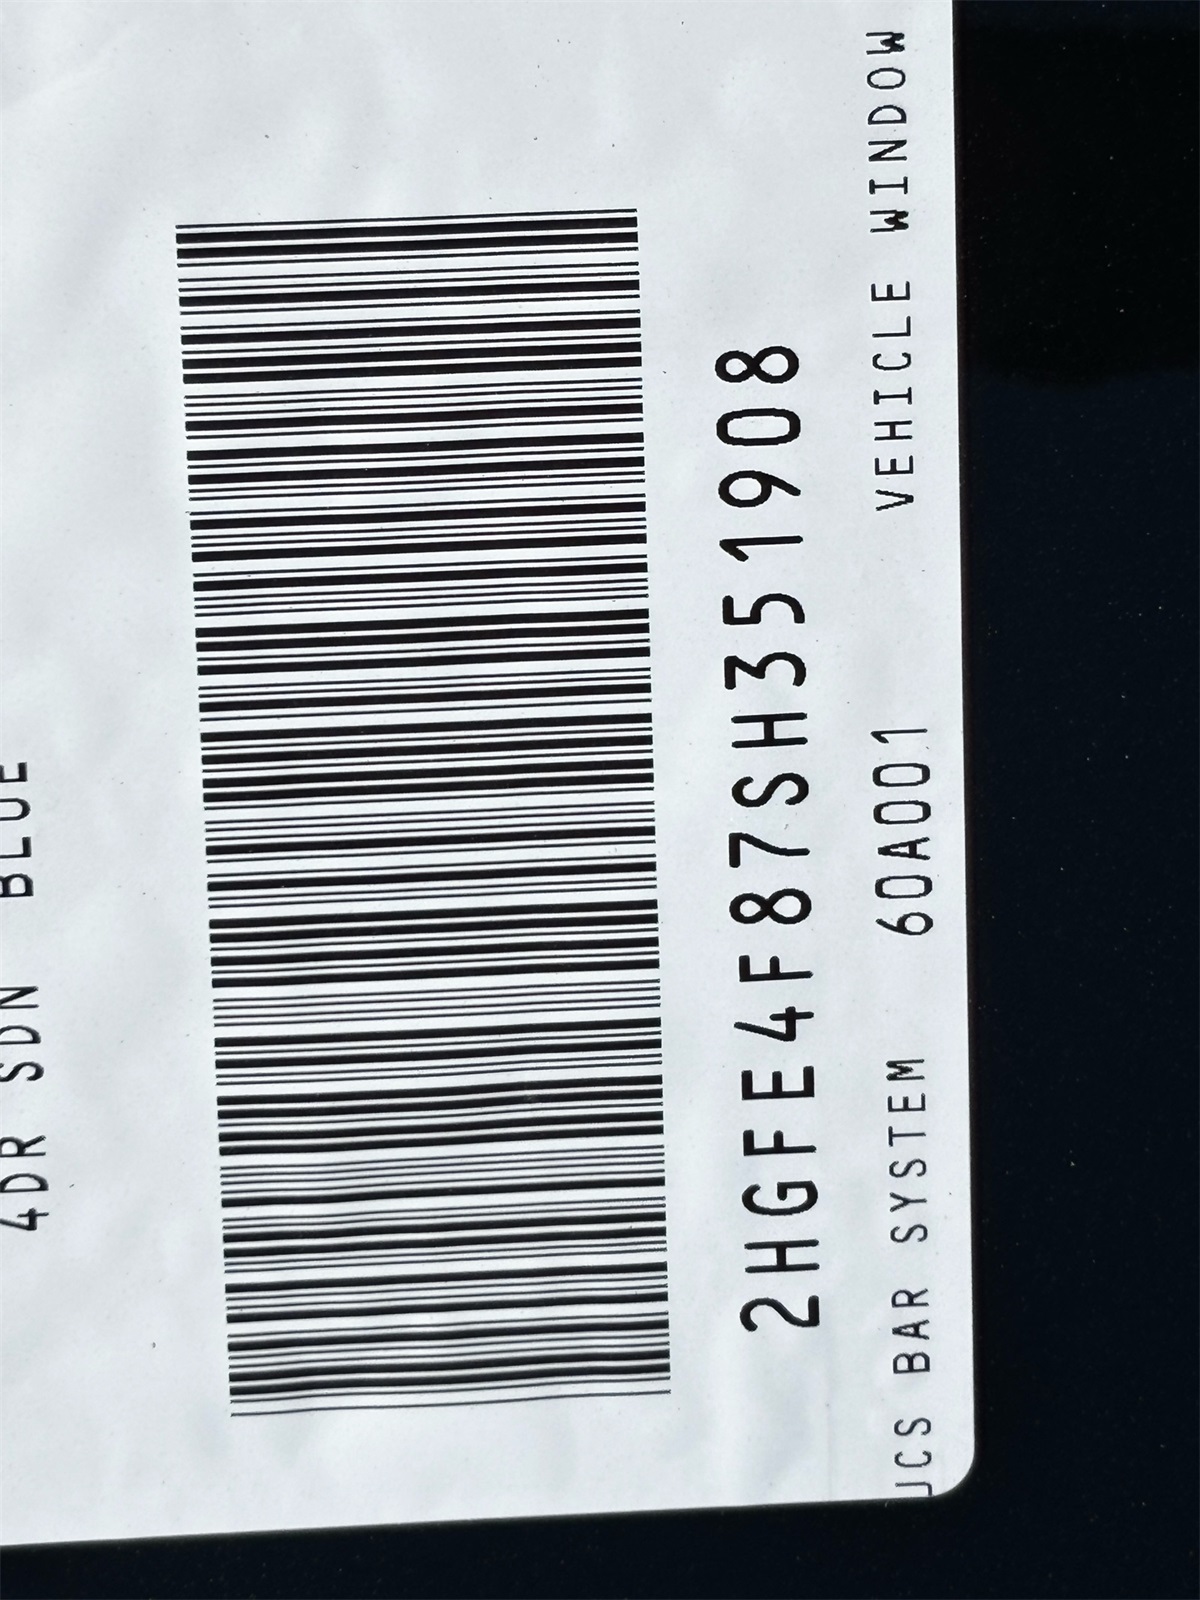 4DR SDN BLUE
2HGFE4F87SH351908
JCS BAR SYSTEM 60A001 VEHICLE WINDOW